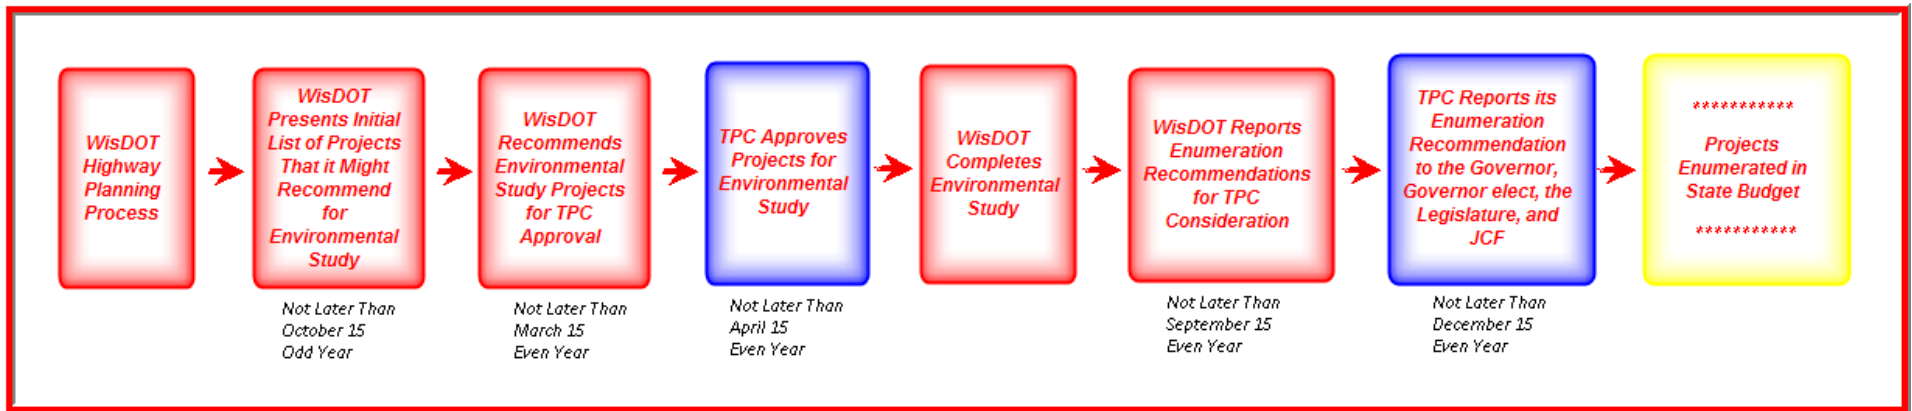 WisDOT
Highway
Planning
Process
WisDOT
Presents Initial
List of Projects
That it Might
Recommend
for
Environmental
Study
Not Later Than
October 15
Odd Year
WisDOT
Recommends
Environmental
Study Projects
for TPC
Approval
Not Later Than
March 15
Even Year
TPC Approves
Projects for
Environmental
Study
Not Later Than
April 15
Even Year
WisDOT
Completes
Environmental
Study
WisDOT Reports
Enumeration
Recommendations
for TPC
Consideration
Not Later Than
September 15
Even Year
TPC Reports its
Enumeration
Recommendation
to the Governor,
Governor elect, the
Legislature, and
JCF
Not Later Than
December 15
Even Year
***********
Projects
Enumerated in
State Budget
***********